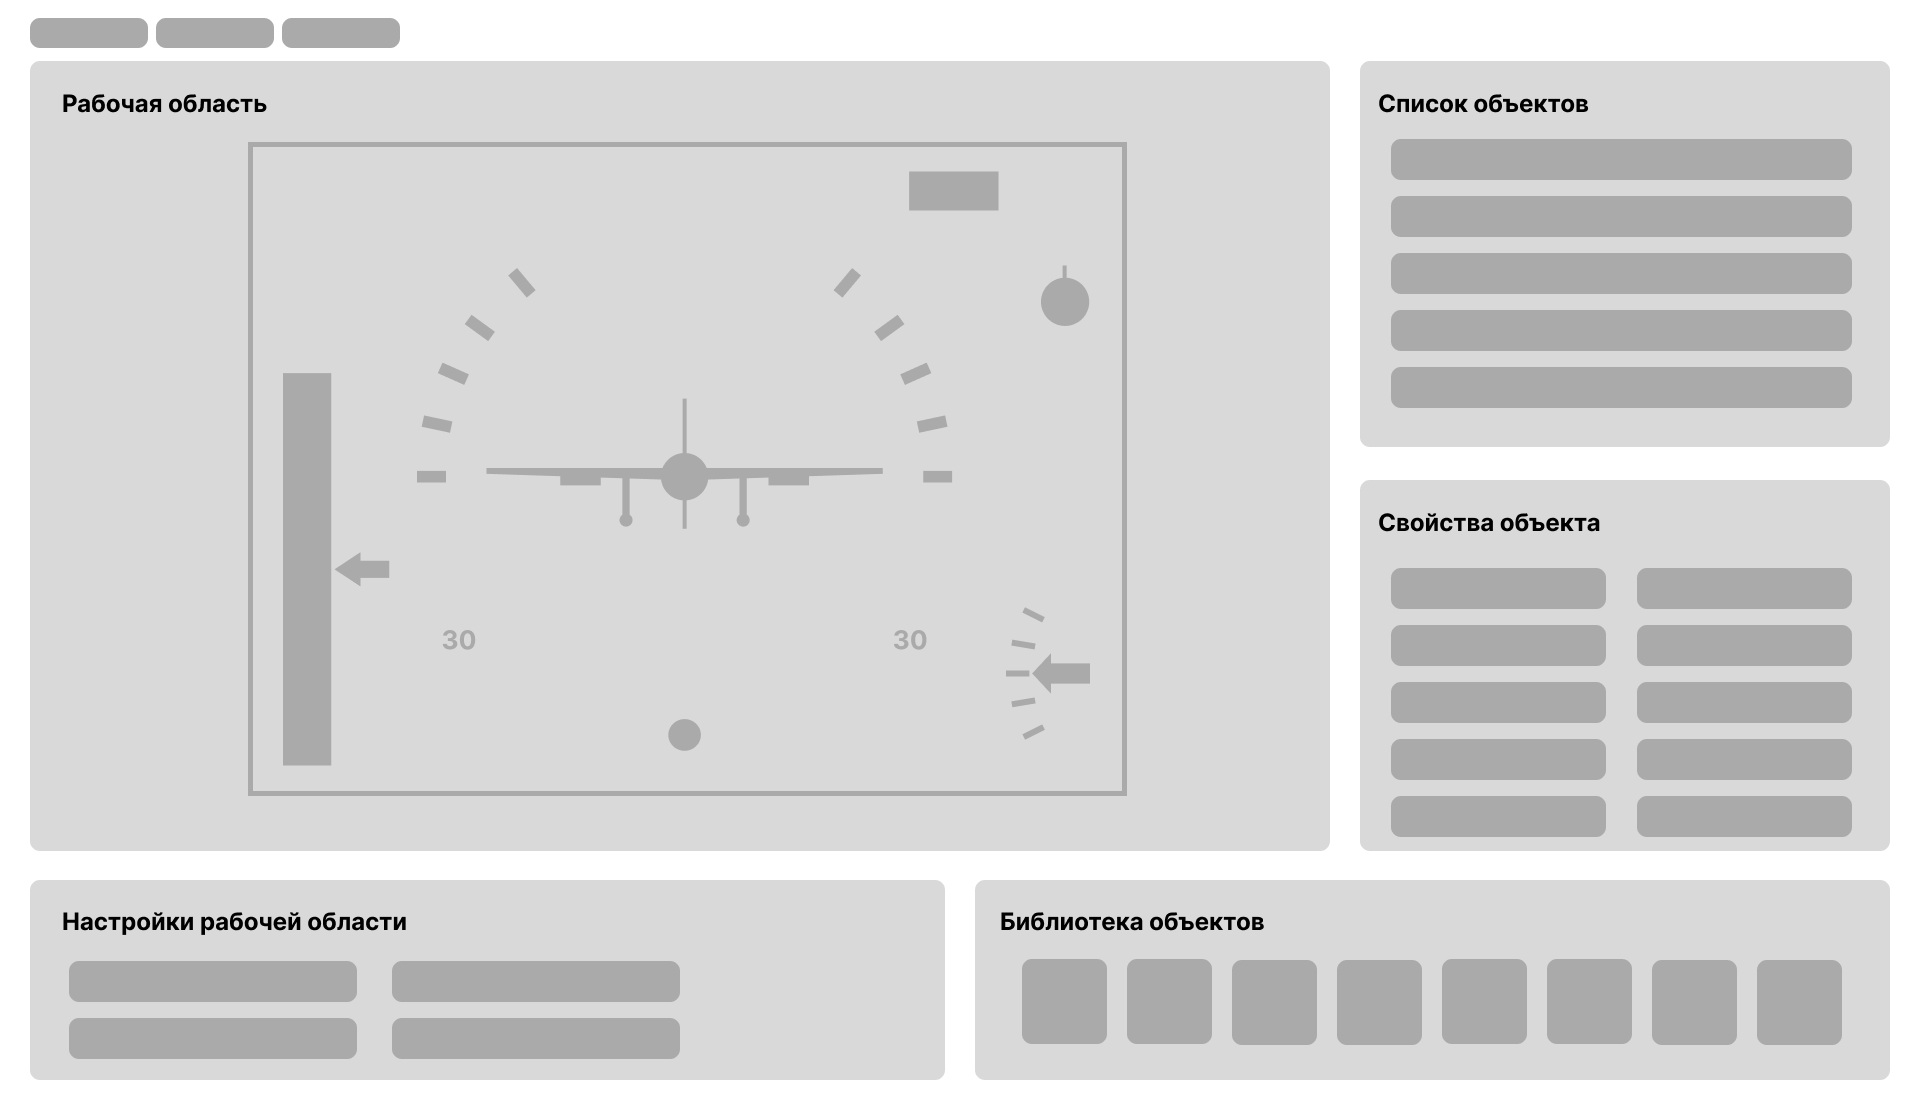 Рабочая область
Список объектов
30
30
Свойства объекта
Настройки рабочей области
Библиотека объектов